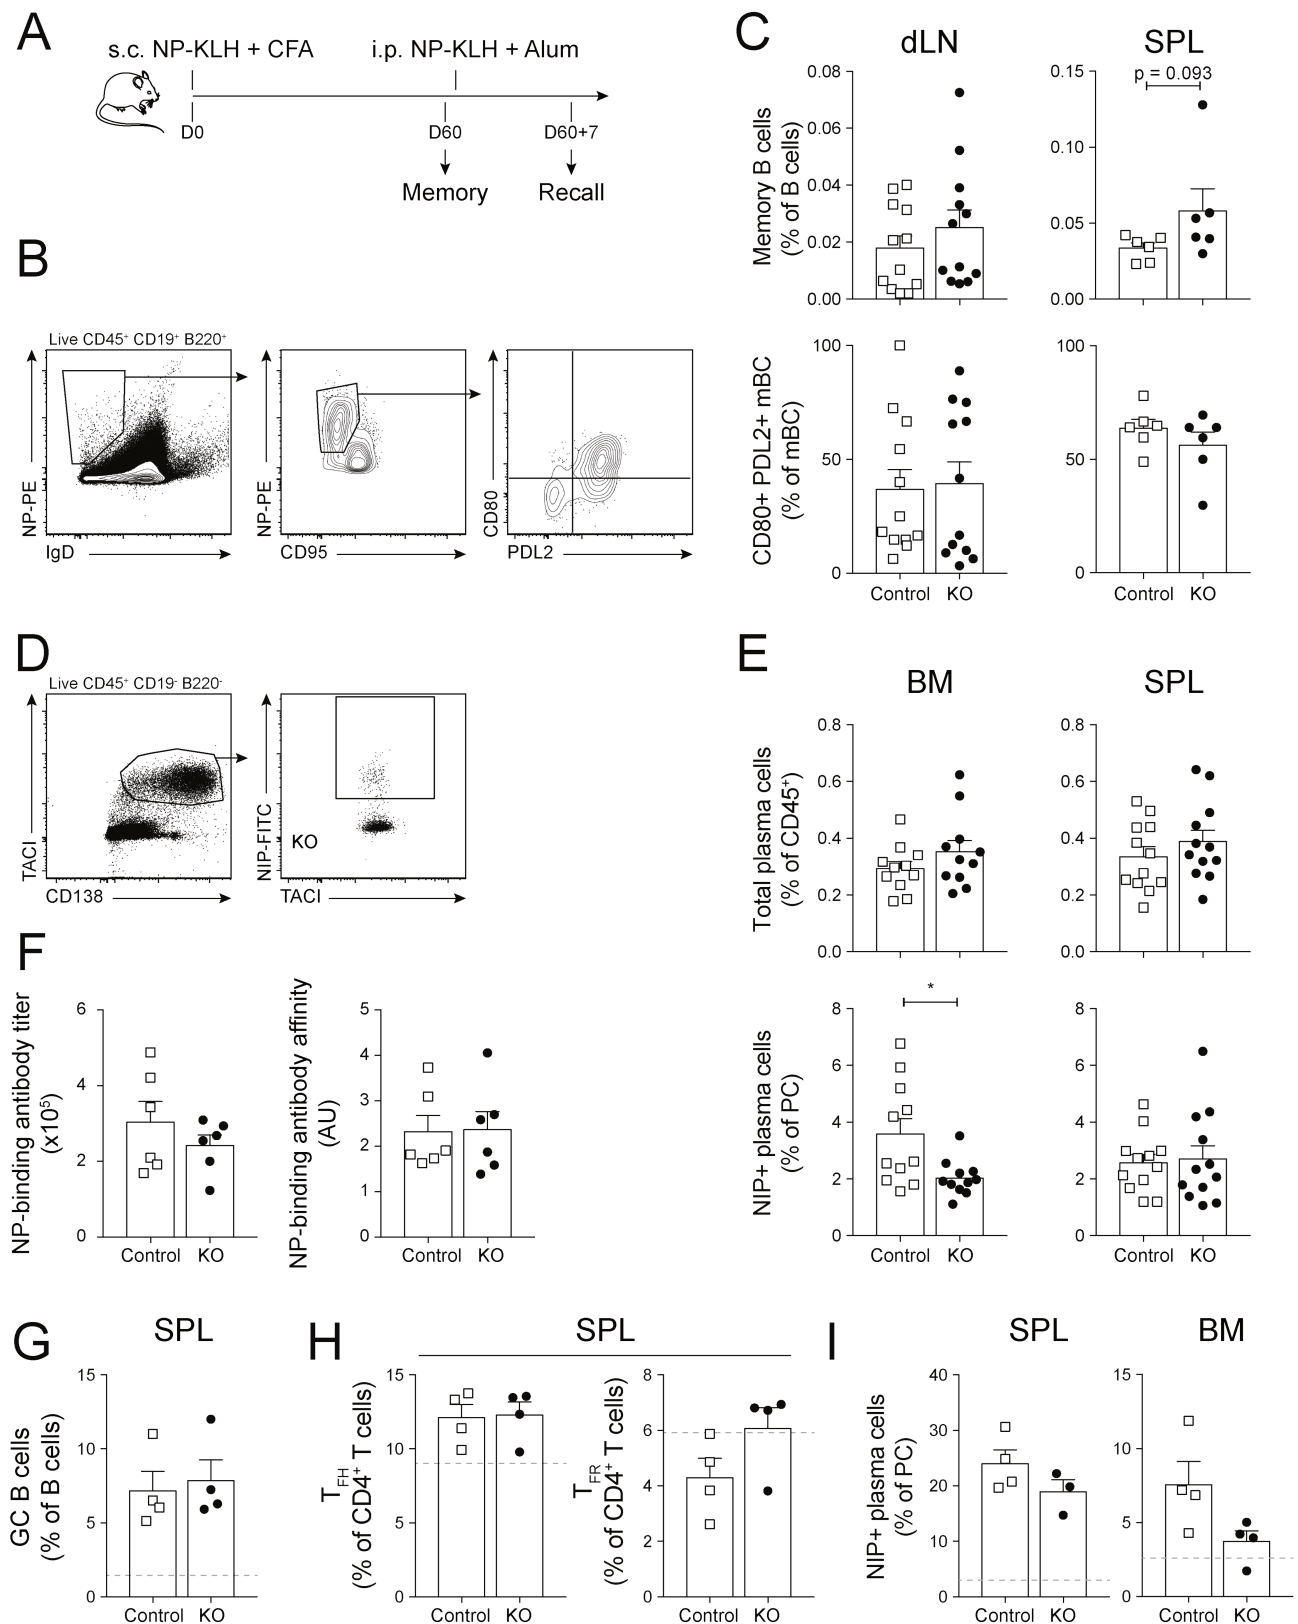 A
s.c. NP-KLH + CFA
i.p. NP-KLH + Alum
D0
D60
D60+7
Memory
Recall
B
Live CD45⁺ CD19⁺ B220⁺
NP-PE
IgD
NP-PE
CD95
CD80
PDL2
C
dLN
SPL
Memory B cells
(% of B cells)
0.08
0.06
0.04
0.02
0.00
p = 0.093
0.15
0.10
0.05
0.00
CD80+ PDL2+ mBC
(% of mBC)
100
50
0
Control
KO
100
50
0
Control
KO
D
Live CD45⁺ CD19⁻ B220⁻
TACI
CD138
NIP-FITC
KO
TACI
E
BM
SPL
Total plasma cells
(% of CD45⁺)
0.8
0.6
0.4
0.2
0.0
0.8
0.6
0.4
0.2
0.0
NIP+ plasma cells
(% of PC)
8
6
4
2
0
*
Control
KO
8
6
4
2
0
Control
KO
F
NP-binding antibody titer
(x10⁵)
6
4
2
0
Control
KO
NP-binding antibody affinity
(AU)
5
4
3
2
1
0
Control
KO
G
SPL
GC B cells
(% of B cells)
15
10
5
0
Control
KO
H
SPL
T_FH
(% of CD4⁺ T cells)
15
10
5
0
Control
KO
T_FR
(% of CD4⁺ T cells)
8
6
4
2
0
Control
KO
I
SPL
BM
NIP+ plasma cells
(% of PC)
40
30
20
10
0
Control
KO
15
10
5
0
Control
KO